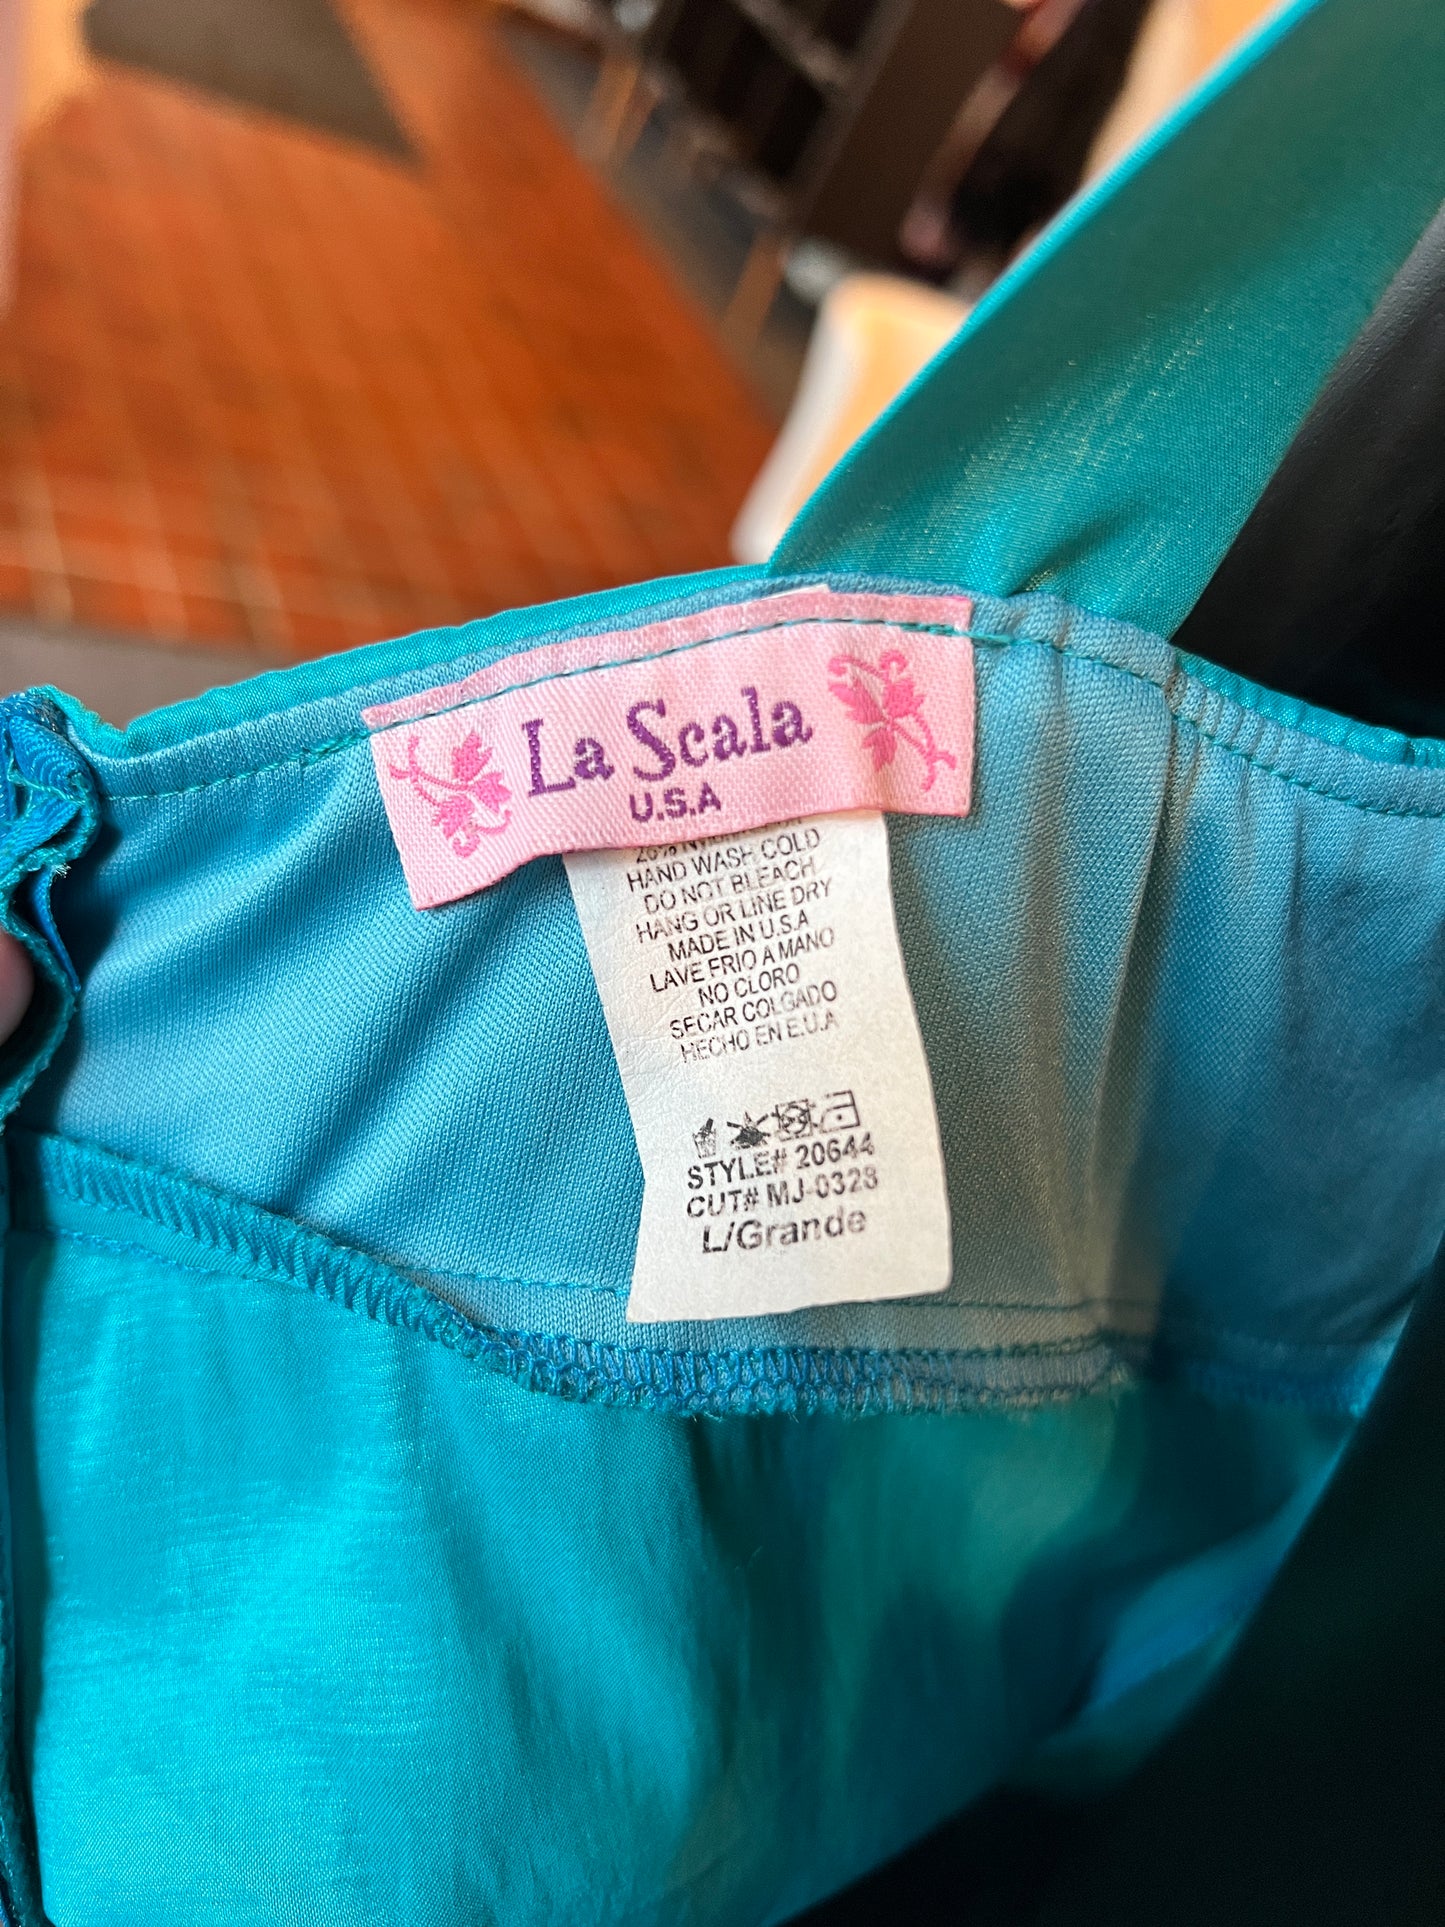 La Scala
U.S.A
HAND WASH COLD
DO NOT BLEACH
HANG OR LINE DRY
MADE IN U.S.A
LAVE FRIO A MANO
NO CLORO
SECAR COLGADO
HECHO EN E.U.A
STYLE# 20644
CUT# MJ-0328
L/Grande